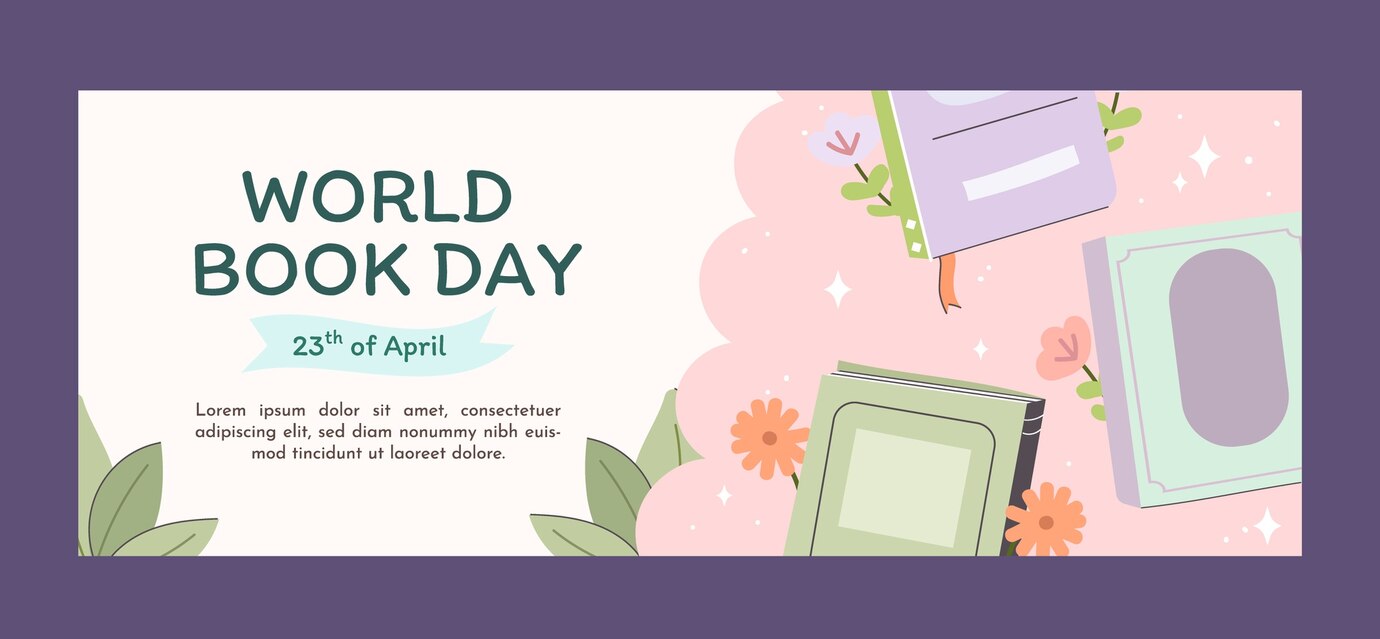 WORLD
BOOK DAY
23th of April
Lorem ipsum dolor sit amet, consectetuer
adipiscing elit, sed diam nonummy nibh euis-
mod tincidunt ut laoreet dolore.